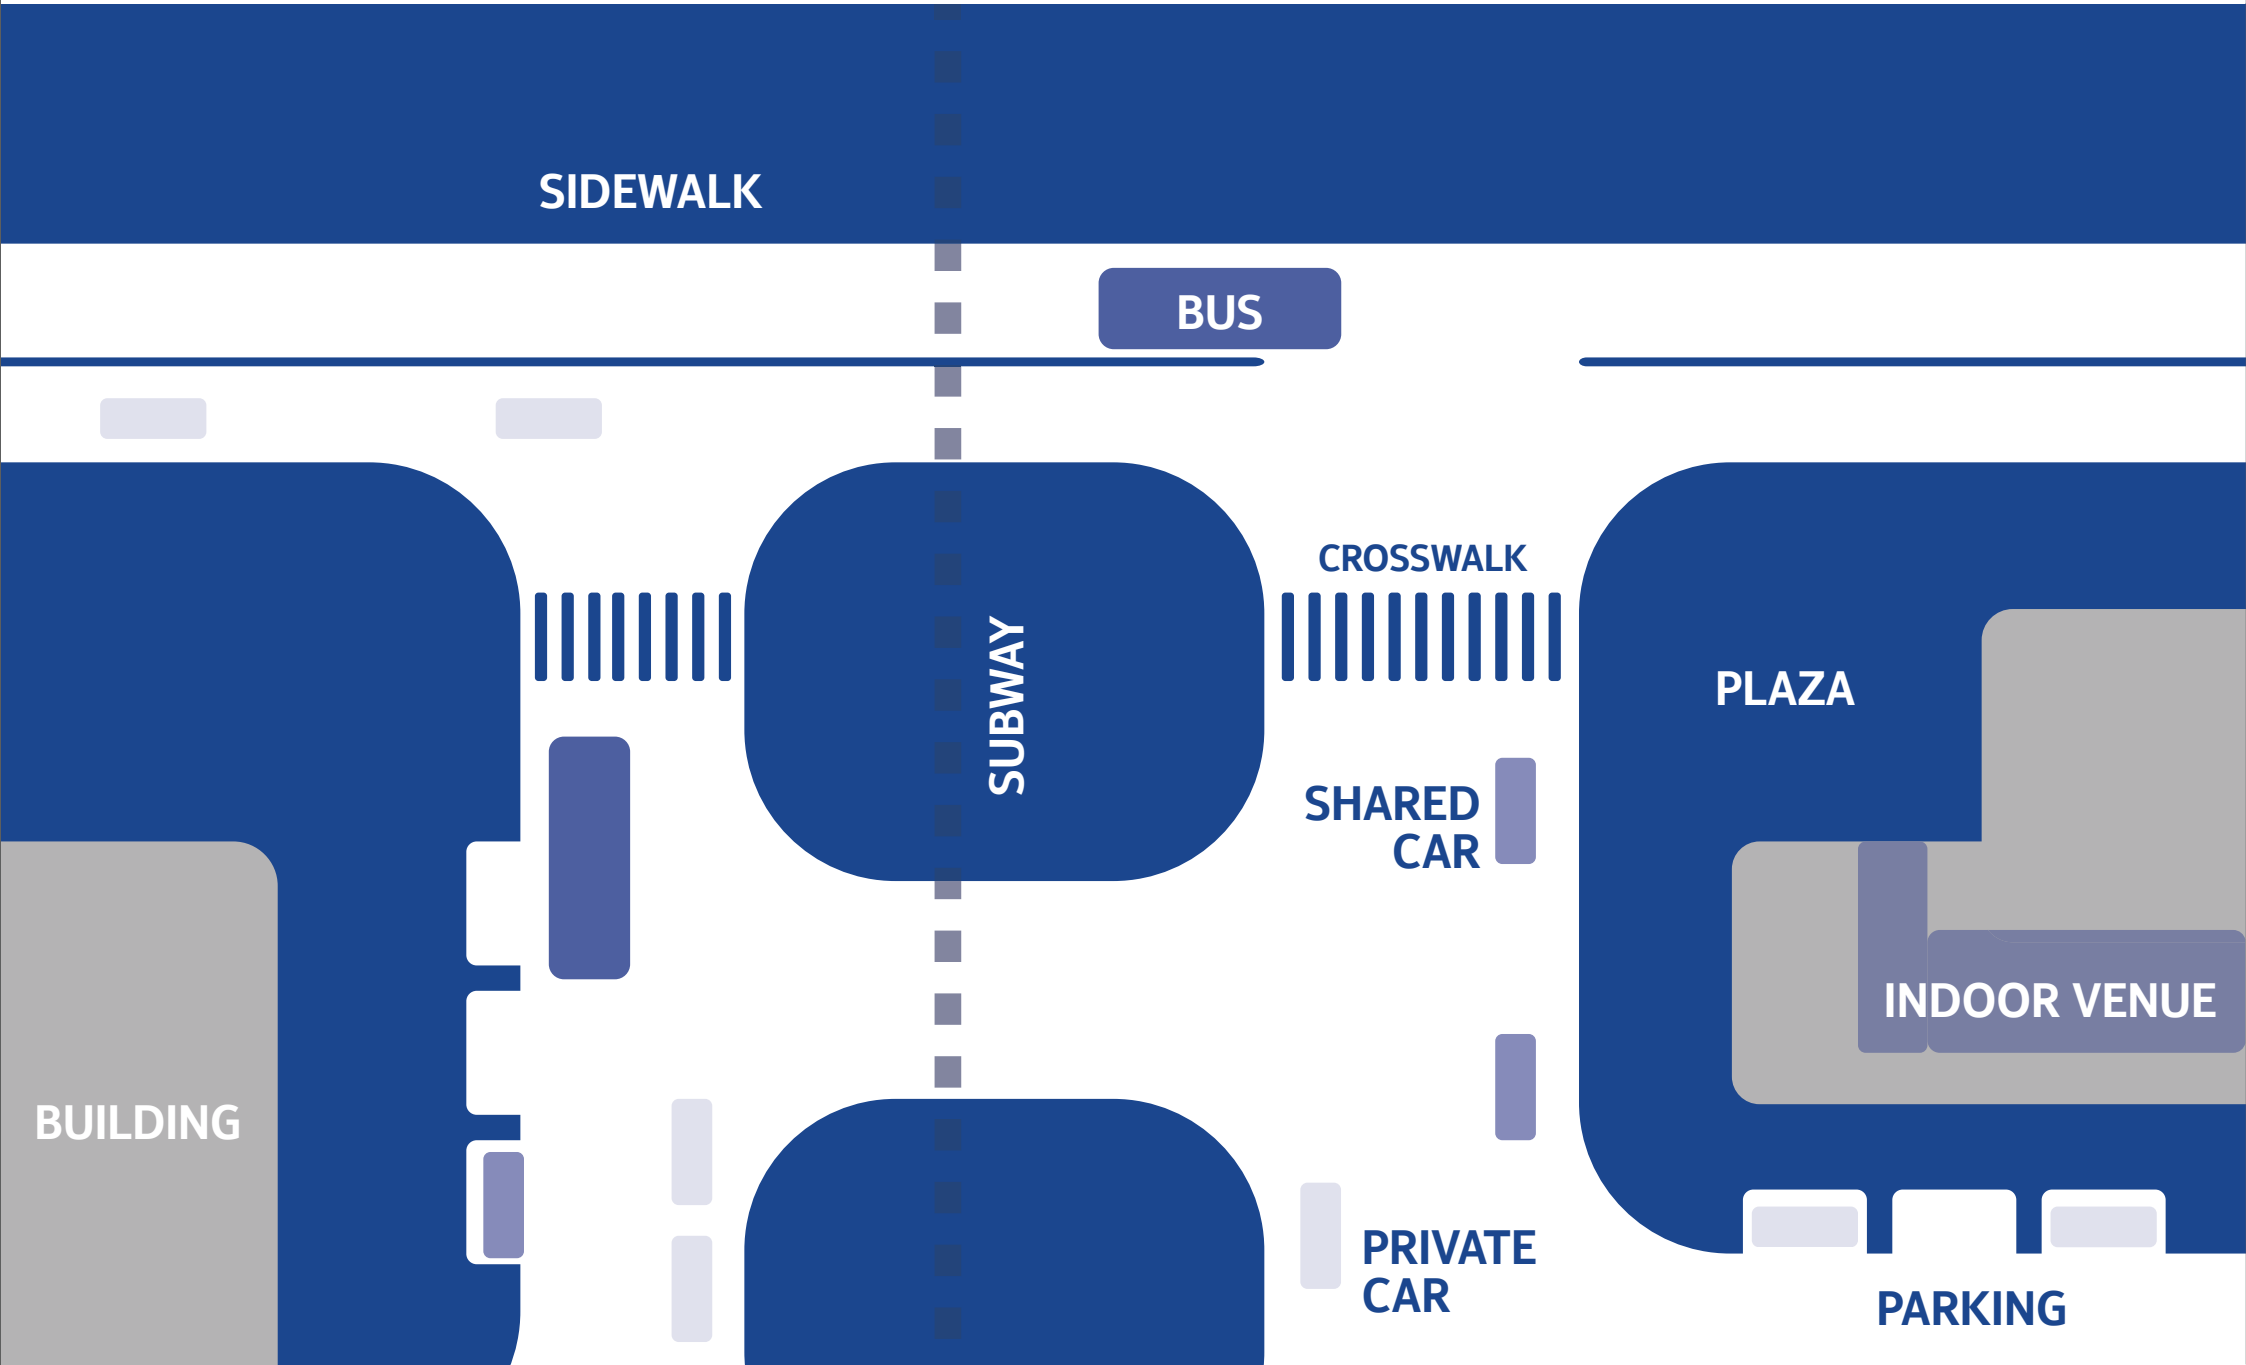 SIDEWALK
BUS
CROSSWALK
SUBWAY
PLAZA
SHARED
CAR
INDOOR VENUE
BUILDING
PRIVATE
CAR
PARKING